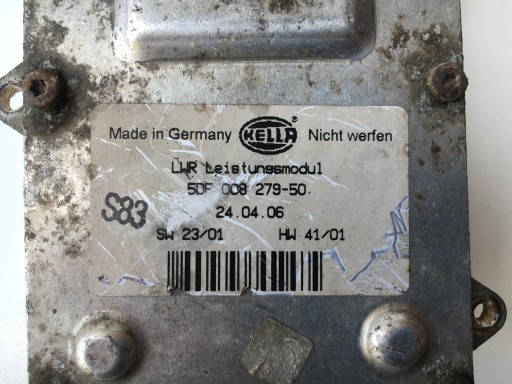 Made in Germany HELLA ® Nicht werfen
LWR Leistungsmodul
5DF 008 279-50
24.04.06
S83
SW 23/01 HW 41/01